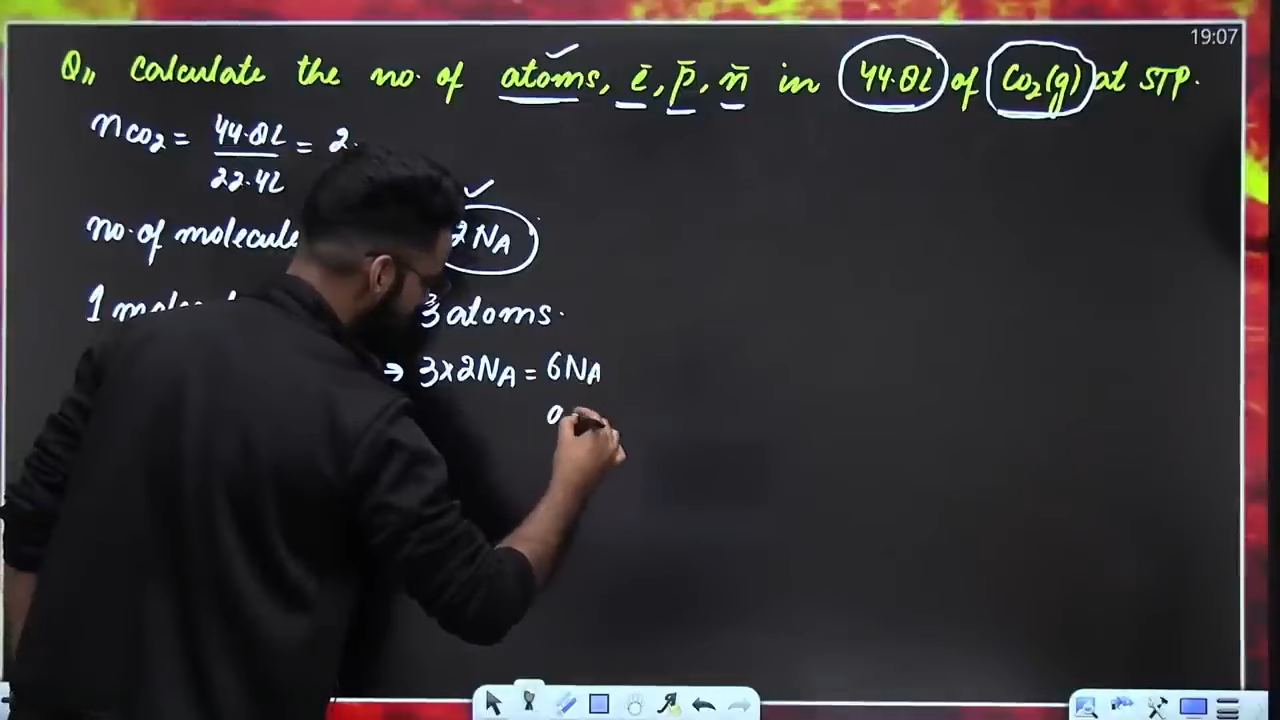 19:07
Q,, Calculate the no. of atoms, ē, p̄, n̄ in 44.8L of CO2(g) at STP.
nCO2 = 44.8L / 22.4L = 2.
no. of molecule 2NA
1 3 atoms.
→ 3×2NA = 6NA